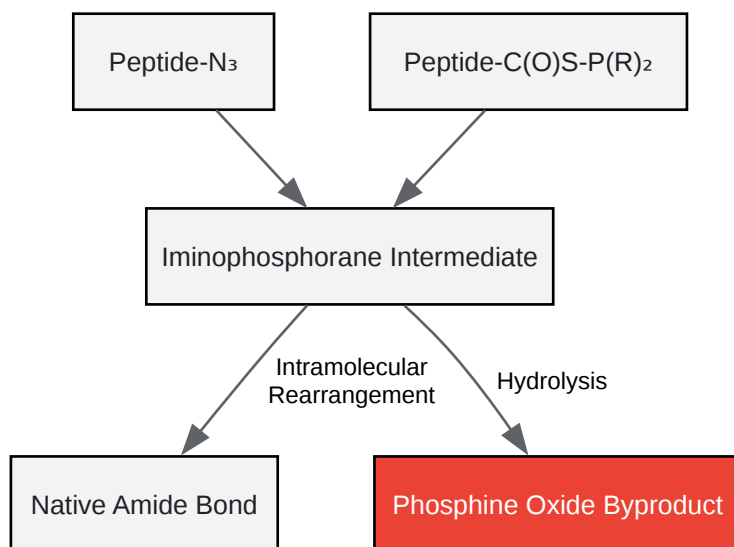 Peptide-N₃
Peptide-C(O)S-P(R)₂
Iminophosphorane Intermediate
Intramolecular
Rearrangement
Hydrolysis
Native Amide Bond
Phosphine Oxide Byproduct